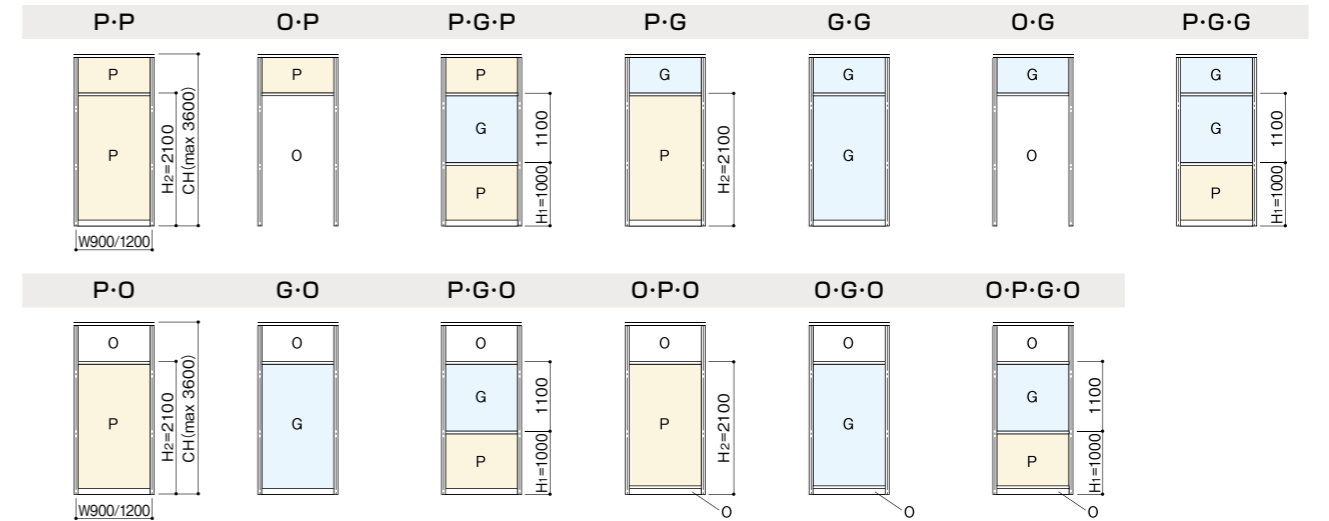 P·P O·P P·G·P P·G G·G O·G P·G·G
P P P G G G G
P O G P G O G
P P
H2=2100 CH(max 3600) 1100 H1=1000 H2=2100 1100 H1=1000
W900/1200
P·O G·O P·G·O O·P·O O·G·O O·P·G·O
O O O O O O
P G G P G G
P P
H2=2100 CH(max 3600) 1100 H1=1000 H2=2100 1100 H1=1000
W900/1200 O O O